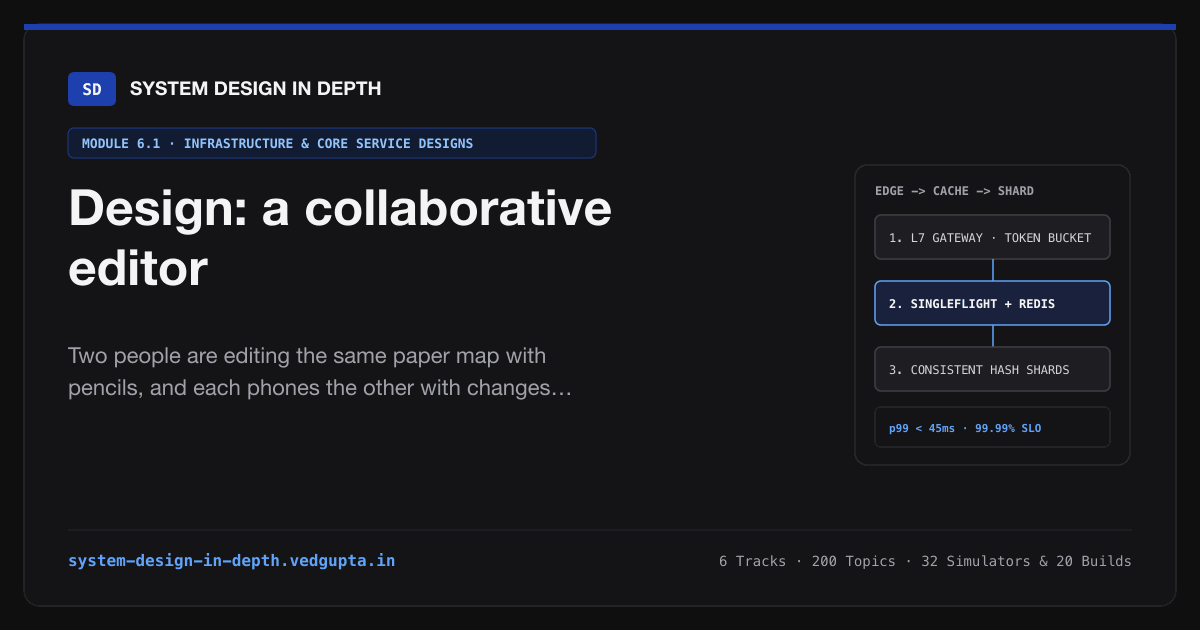 SD
SYSTEM DESIGN IN DEPTH
MODULE 6.1 · INFRASTRUCTURE & CORE SERVICE DESIGNS
Design: a collaborative
editor
Two people are editing the same paper map with
pencils, and each phones the other with changes…
EDGE —> CACHE —> SHARD
1. L7 GATEWAY · TOKEN BUCKET
2. SINGLEFLIGHT + REDIS
3. CONSISTENT HASH SHARDS
p99 < 45ms · 99.99% SLO
system-design-in-depth.vedgupta.in
6 Tracks · 200 Topics · 32 Simulators & 20 Builds